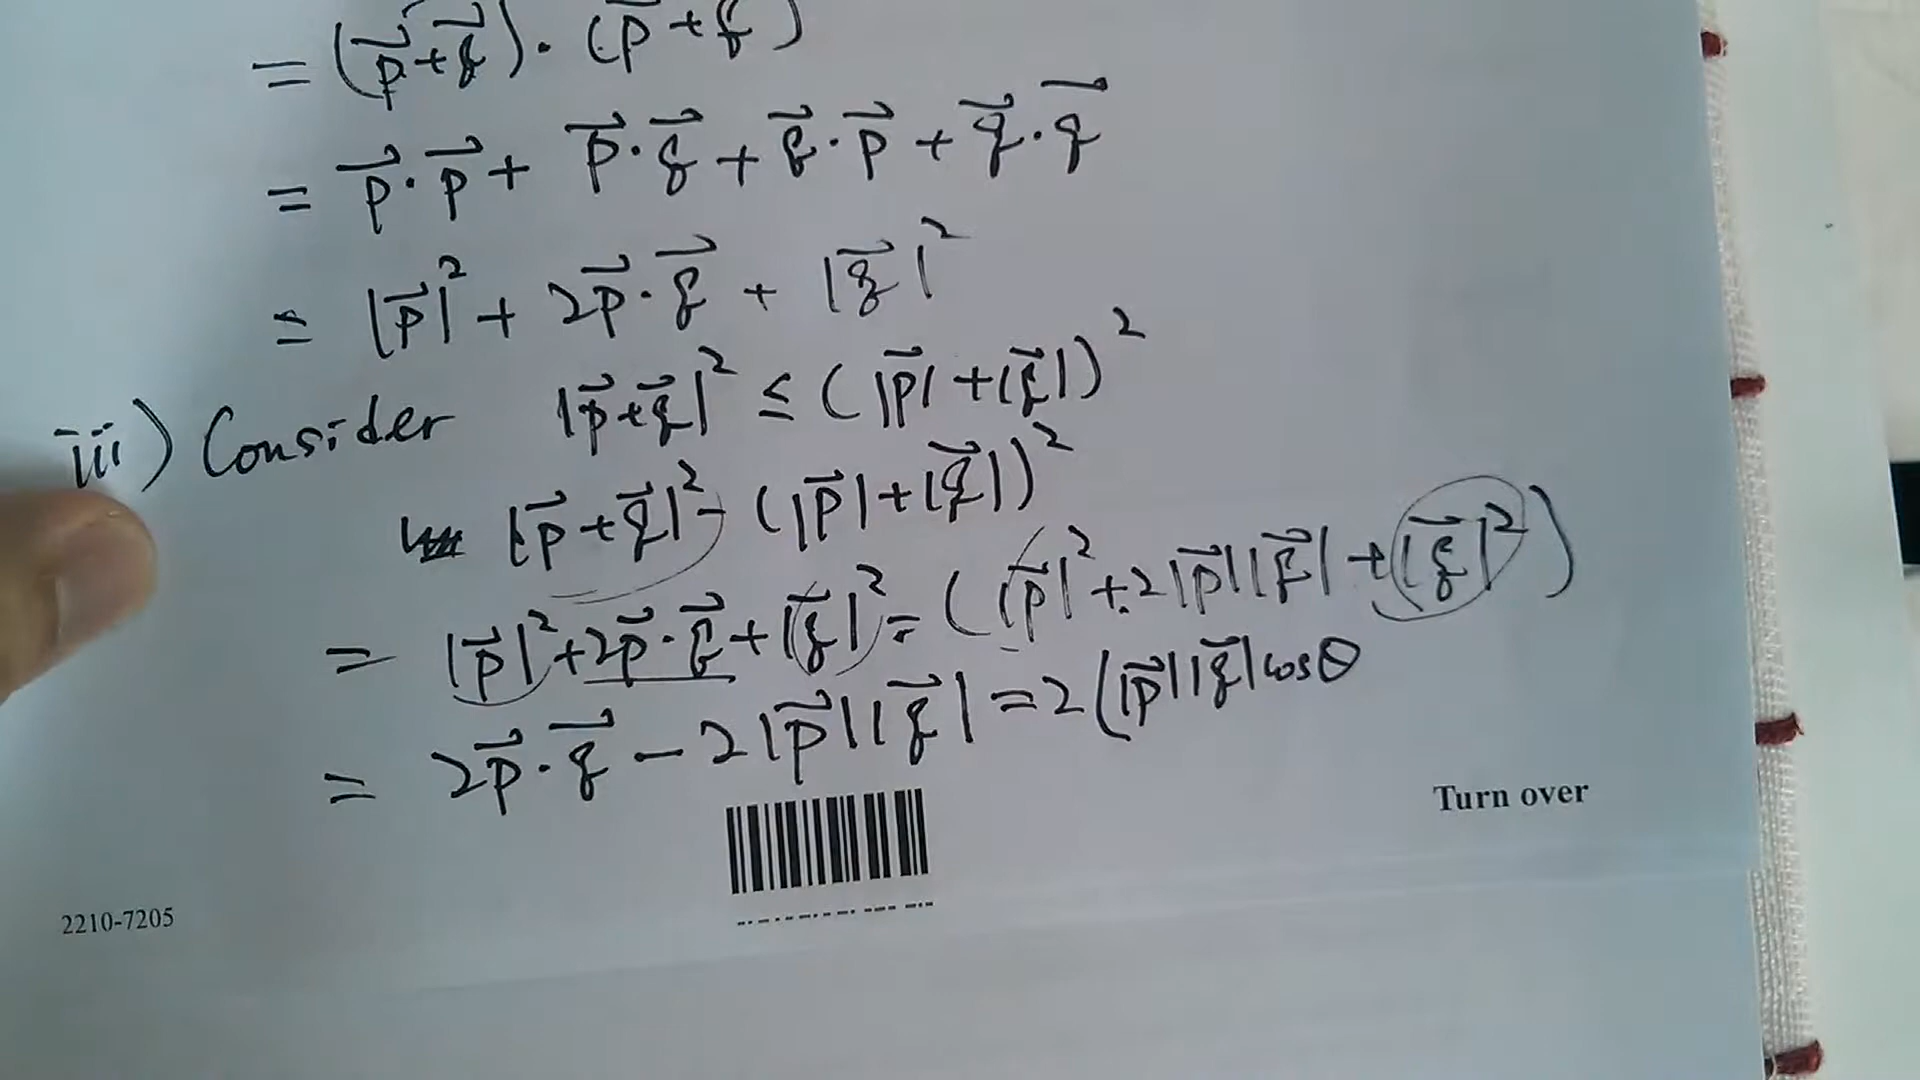 = (p⃗+q⃗)·(p⃗+q⃗)
= p⃗·p⃗ + p⃗·q⃗ + q⃗·p⃗ + q⃗·q⃗
= |p⃗|² + 2p⃗·q⃗ + |q⃗|²
iii) Consider |p⃗+q⃗|² ≤ (|p⃗|+|q⃗|)²
|p⃗+q⃗|² - (|p⃗|+|q⃗|)²
= |p⃗|²+2p⃗·q⃗+|q⃗|² - (|p⃗|²+2|p⃗||q⃗|+|q⃗|²)
= 2p⃗·q⃗ - 2|p⃗||q⃗| = 2(|p⃗||q⃗|cosθ
Turn over
2210-7205